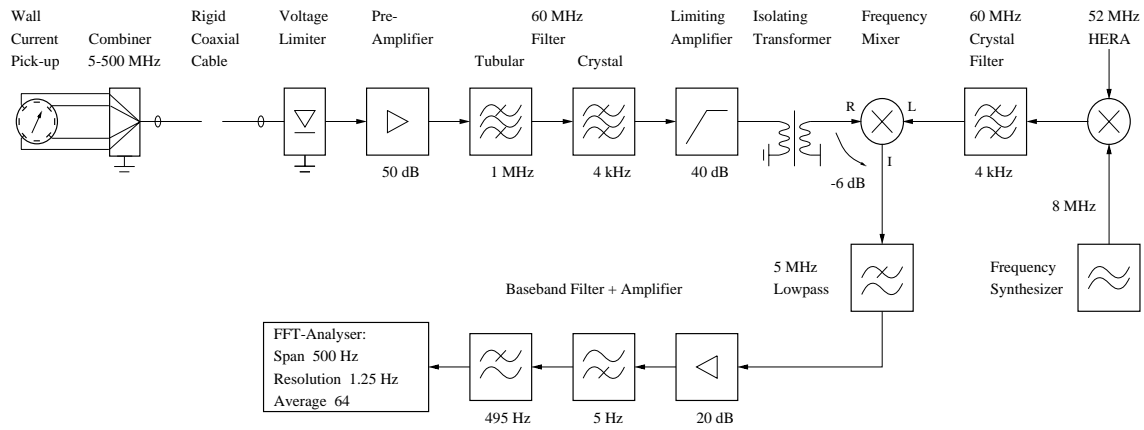 Wall
Current
Pick-up
Combiner
5-500 MHz
Rigid
Coaxial
Cable
Voltage
Limiter
Pre-
Amplifier
60 MHz
Filter
Tubular
Crystal
Limiting
Amplifier
Isolating
Transformer
Frequency
Mixer
60 MHz
Crystal
Filter
52 MHz
HERA
R
L
I
50 dB
1 MHz
4 kHz
40 dB
-6 dB
4 kHz
8 MHz
5 MHz
Lowpass
Frequency
Synthesizer
Baseband Filter + Amplifier
FFT-Analyser:
Span 500 Hz
Resolution 1.25 Hz
Average 64
495 Hz
5 Hz
20 dB